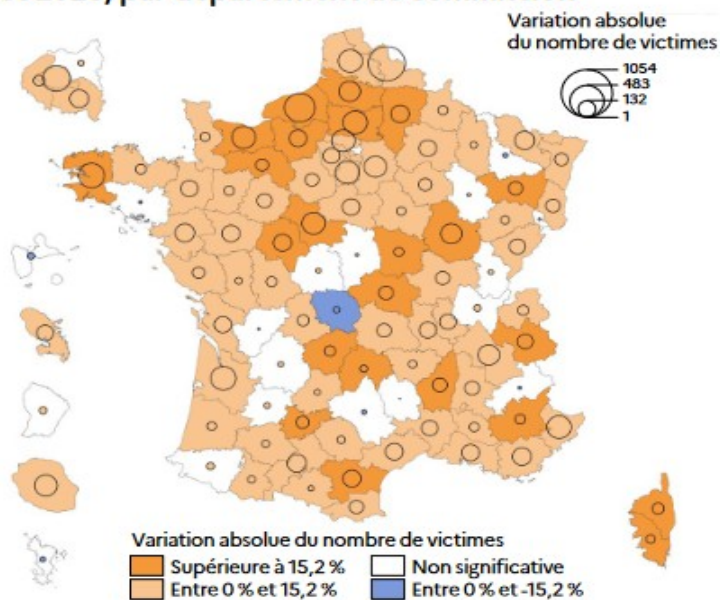 Variation absolue
du nombre de victimes
1054
483
132
1
Variation absolue du nombre de victimes
Supérieure à 15,2 %
Non significative
Entre 0 % et 15,2 %
Entre 0 % et -15,2 %